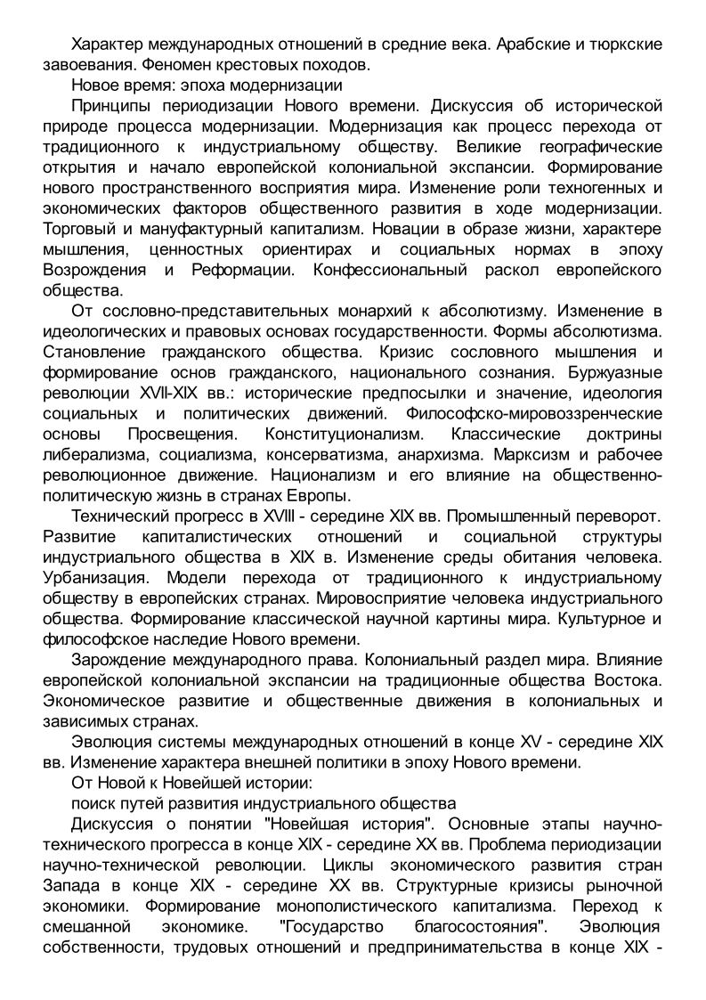 Характер международных отношений в средние века. Арабские и тюркские
завоевания. Феномен крестовых походов.
Новое время: эпоха модернизации
Принципы периодизации Нового времени. Дискуссия об исторической
природе процесса модернизации. Модернизация как процесс перехода от
традиционного к индустриальному обществу. Великие географические
открытия и начало европейской колониальной экспансии. Формирование
нового пространственного восприятия мира. Изменение роли техногенных и
экономических факторов общественного развития в ходе модернизации.
Торговый и мануфактурный капитализм. Новации в образе жизни, характере
мышления, ценностных ориентирах и социальных нормах в эпоху
Возрождения и Реформации. Конфессиональный раскол европейского
общества.
От сословно-представительных монархий к абсолютизму. Изменение в
идеологических и правовых основах государственности. Формы абсолютизма.
Становление гражданского общества. Кризис сословного мышления и
формирование основ гражданского, национального сознания. Буржуазные
революции XVII-XIX вв.: исторические предпосылки и значение, идеология
социальных и политических движений. Философско-мировоззренческие
основы Просвещения. Конституционализм. Классические доктрины
либерализма, социализма, консерватизма, анархизма. Марксизм и рабочее
революционное движение. Национализм и его влияние на общественно-
политическую жизнь в странах Европы.
Технический прогресс в XVIII - середине XIX вв. Промышленный переворот.
Развитие капиталистических отношений и социальной структуры
индустриального общества в XIX в. Изменение среды обитания человека.
Урбанизация. Модели перехода от традиционного к индустриальному
обществу в европейских странах. Мировосприятие человека индустриального
общества. Формирование классической научной картины мира. Культурное и
философское наследие Нового времени.
Зарождение международного права. Колониальный раздел мира. Влияние
европейской колониальной экспансии на традиционные общества Востока.
Экономическое развитие и общественные движения в колониальных и
зависимых странах.
Эволюция системы международных отношений в конце XV - середине XIX
вв. Изменение характера внешней политики в эпоху Нового времени.
От Новой к Новейшей истории:
поиск путей развития индустриального общества
Дискуссия о понятии "Новейшая история". Основные этапы научно-
технического прогресса в конце XIX - середине XX вв. Проблема периодизации
научно-технической революции. Циклы экономического развития стран
Запада в конце XIX - середине XX вв. Структурные кризисы рыночной
экономики. Формирование монополистического капитализма. Переход к
смешанной экономике. "Государство благосостояния". Эволюция
собственности, трудовых отношений и предпринимательства в конце XIX -